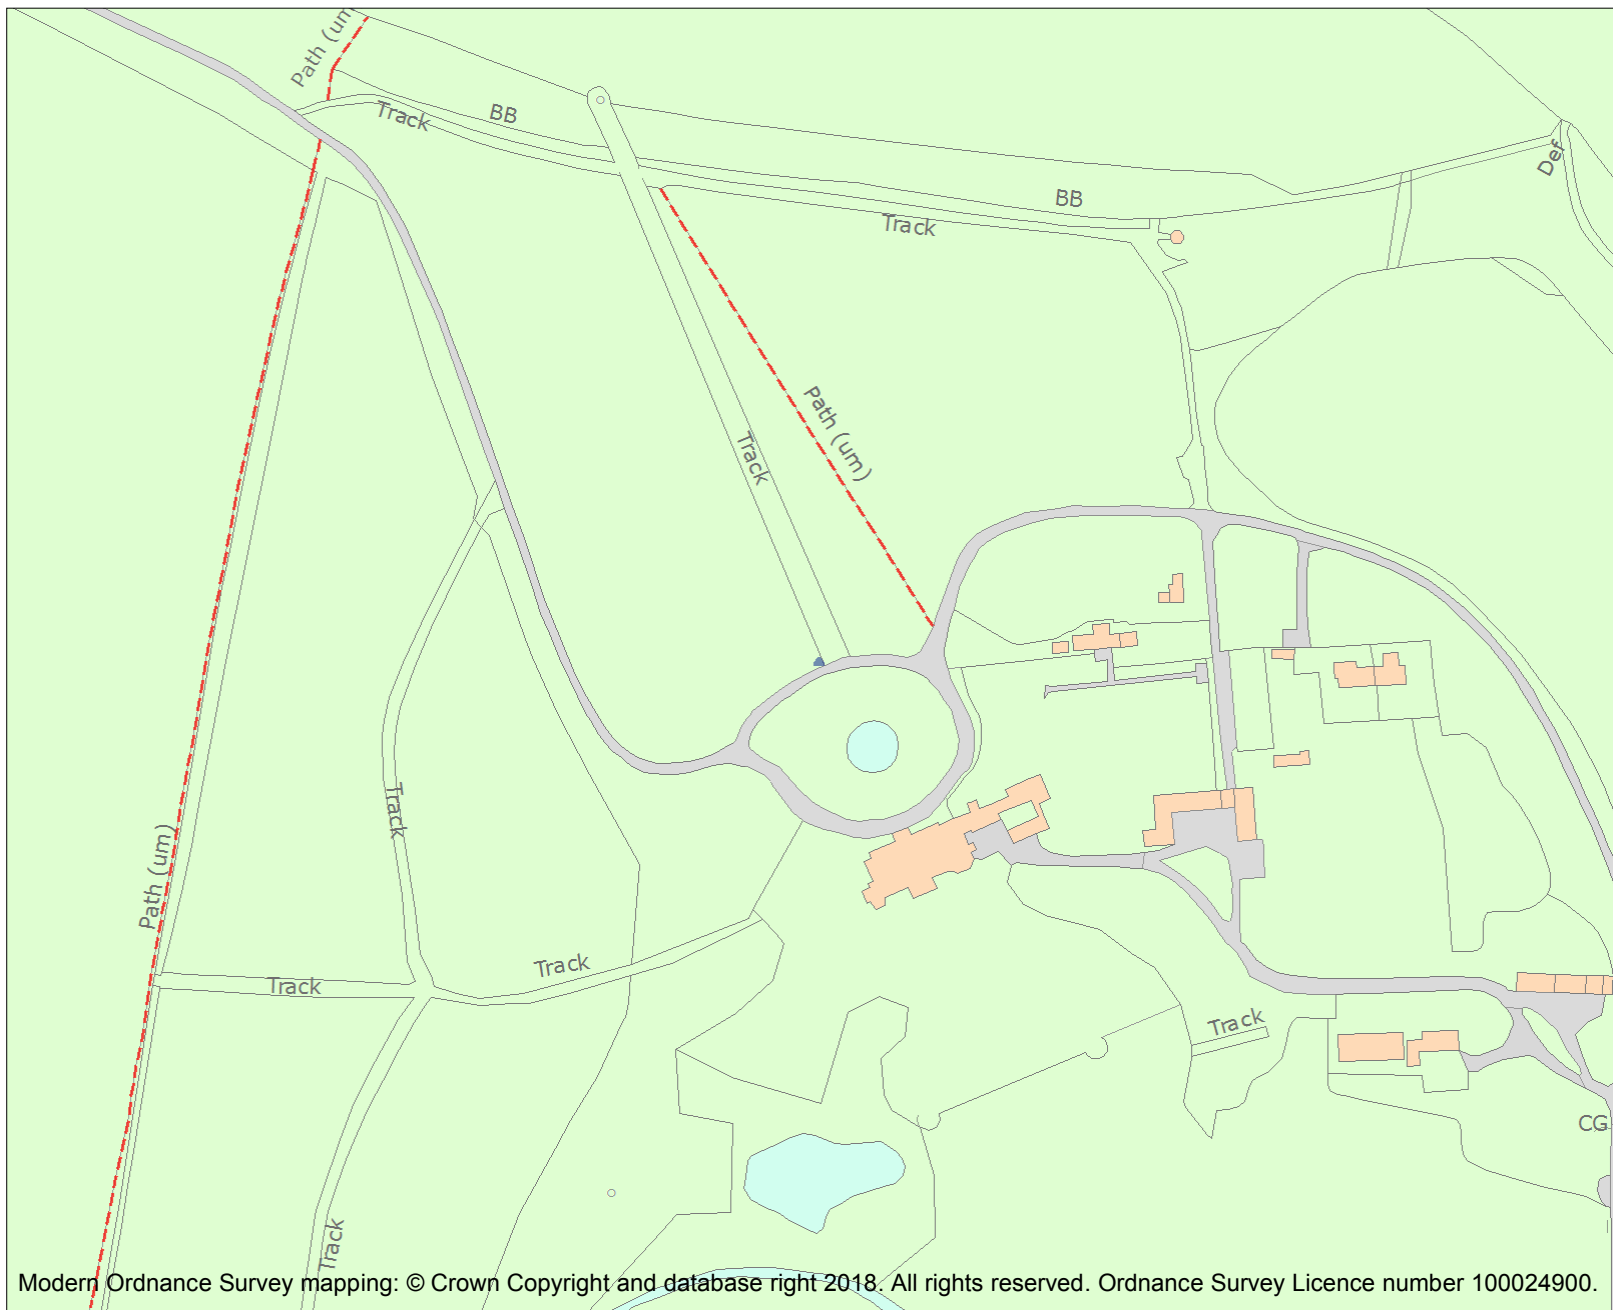 Path (um
Track
BB
Def
BB
Track
Path (um)
Track
Track
Path (um)
Track
Track
Track
CG
Track
Modern Ordnance Survey mapping: © Crown Copyright and database right 2018. All rights reserved. Ordnance Survey Licence number 100024900.